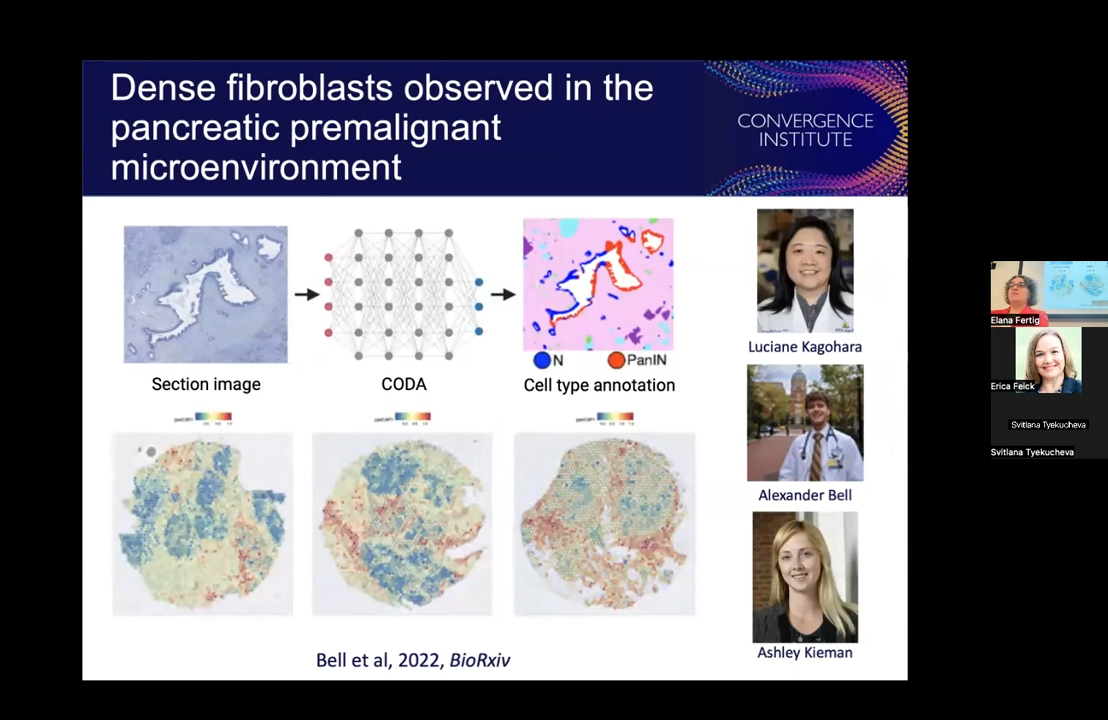 Dense fibroblasts observed in the
pancreatic premalignant
microenvironment
CONVERGENCE
INSTITUTE
N
PanIN
Section image
CODA
Cell type annotation
Luciane Kagohara
Alexander Bell
Ashley Kieman
Bell et al, 2022, BioRxiv
Elana Fertig
Erica Feick
Svitlana Tyekucheva
Svitlana Tyekucheva